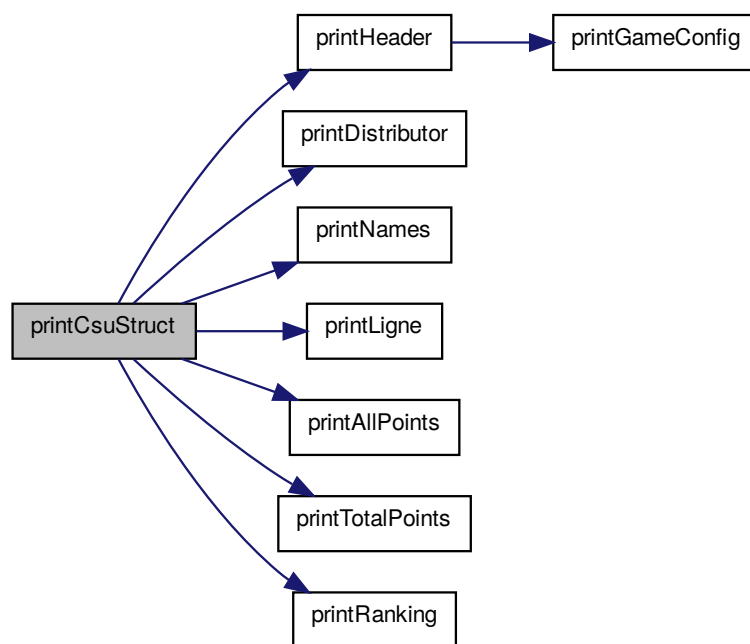 printHeader
printGameConfig
printDistributor
printNames
printCsuStruct
printLigne
printAllPoints
printTotalPoints
printRanking